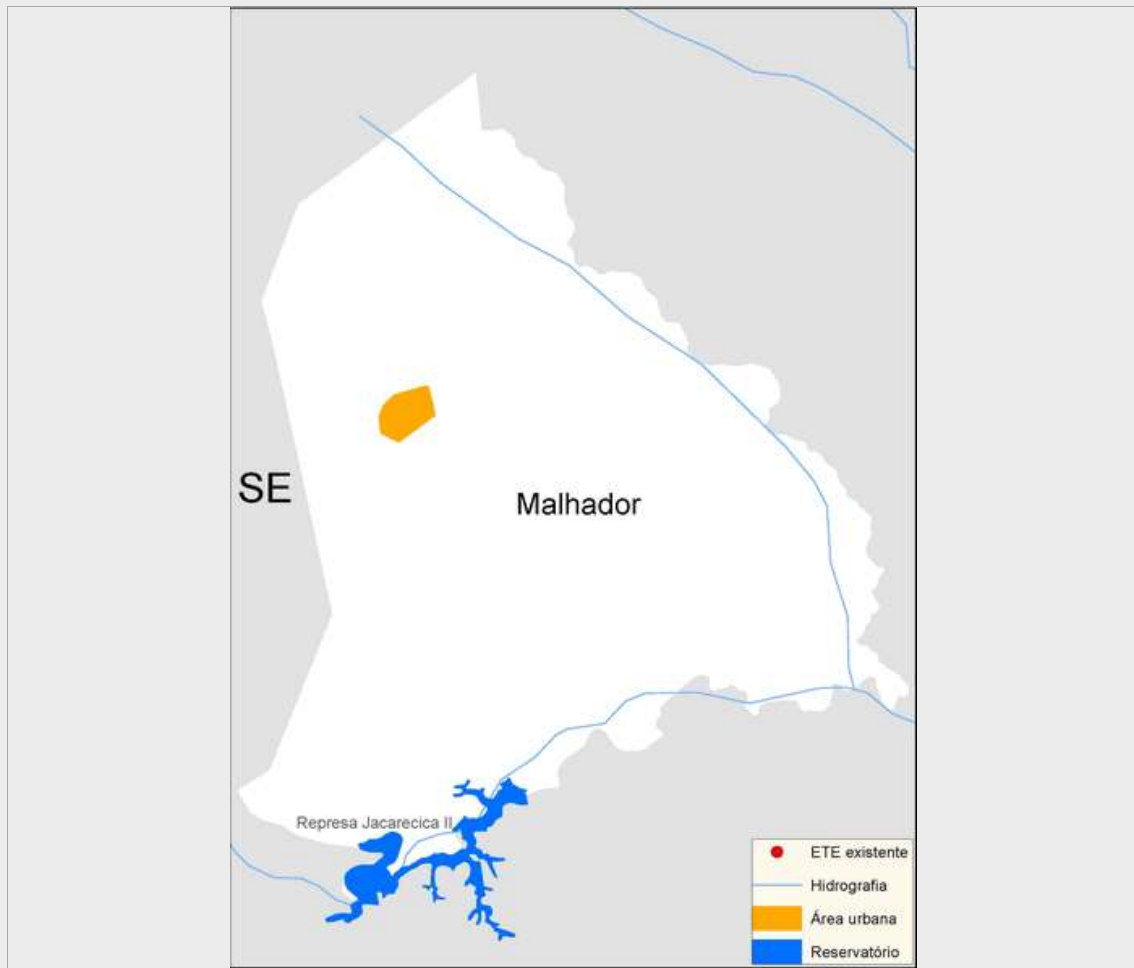 SE
Malhador
Represa Jacarecica II
ETE existente
Hidrografia
Área urbana
Reservatório